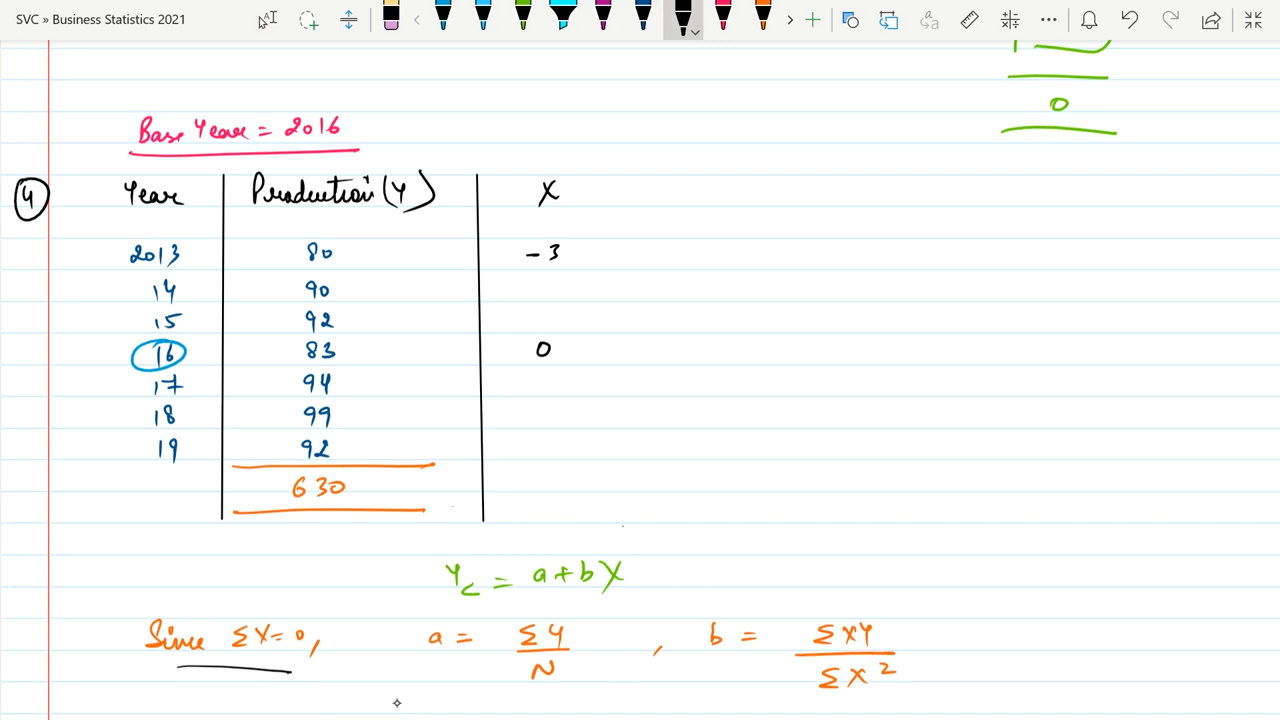 SVC » Business Statistics 2021
0
Base Year = 2016
4 Year Production (Y) X
2013 80 -3
14 90
15 92
16 83 0
17 94
18 99
19 92
630
Yc = a+bX
Since ΣX=0, a = ΣY/N , b = ΣXY/ΣX²